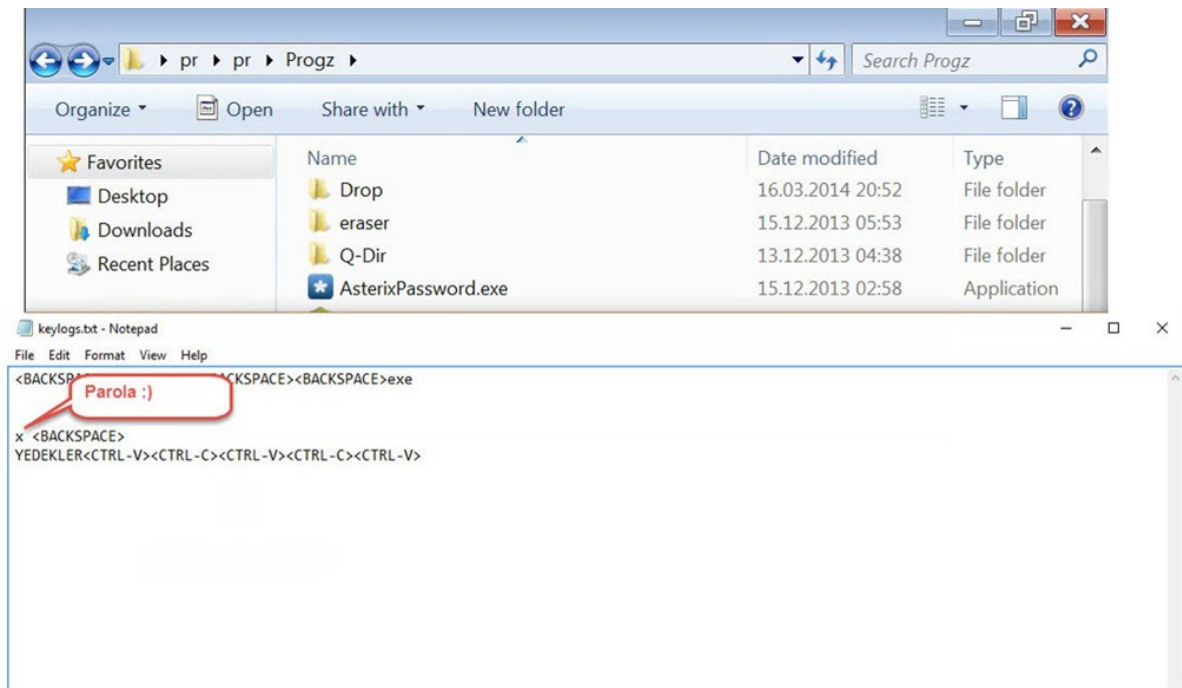 pr pr Progz
Search Progz
Organize Open Share with New folder
Favorites
Desktop
Downloads
Recent Places
Name Date modified Type
Drop 16.03.2014 20:52 File folder
eraser 15.12.2013 05:53 File folder
Q-Dir 13.12.2013 04:38 File folder
AsterixPassword.exe 15.12.2013 02:58 Application
keylogs.txt - Notepad
File Edit Format View Help
<BACKSPACE><BACKSPACE>exe
Parola :)
x <BACKSPACE>
YEDEKLER<CTRL-V><CTRL-C><CTRL-V><CTRL-C><CTRL-V>